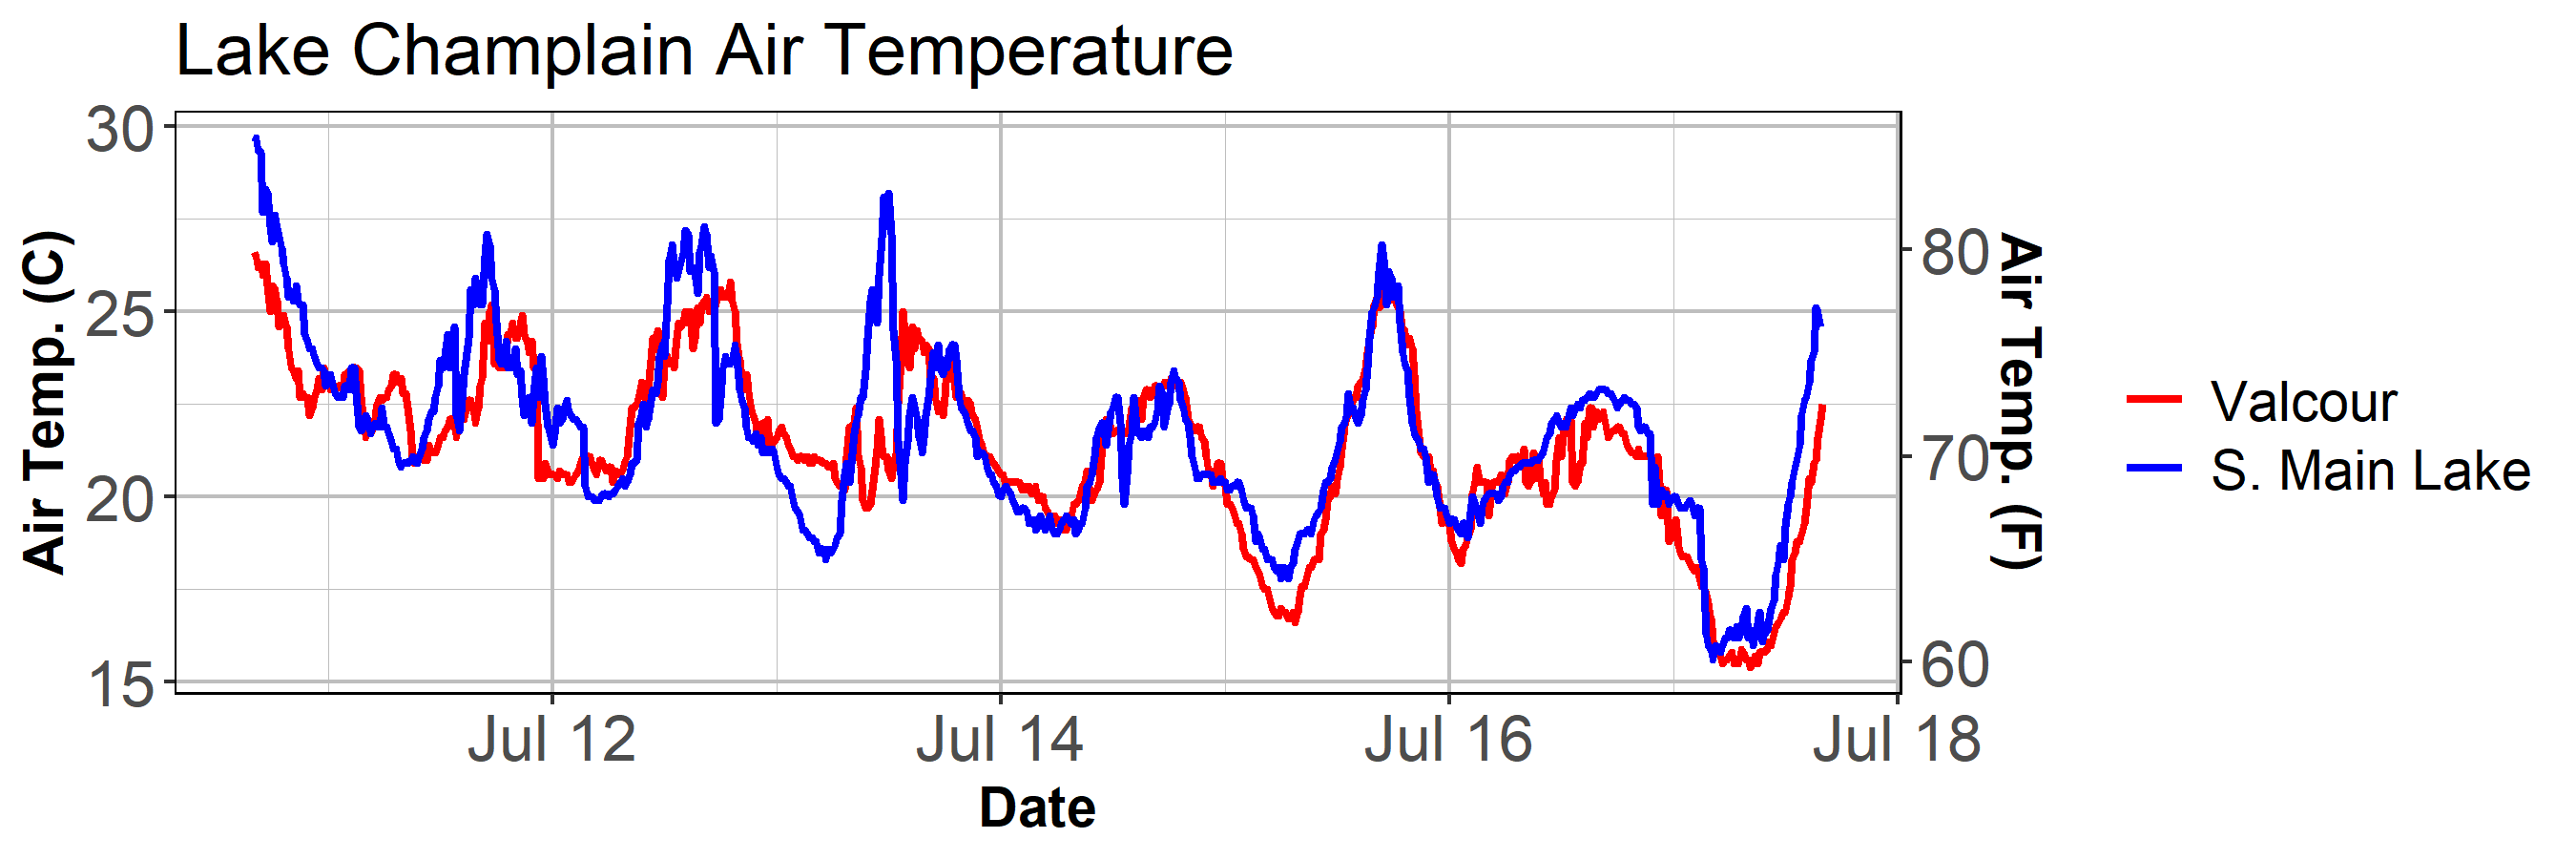 Lake Champlain Air Temperature
Air Temp. (C)
30
25
20
15
80
70
60
Air Temp. (F)
Jul 12
Jul 14
Jul 16
Jul 18
Date
Valcour
S. Main Lake